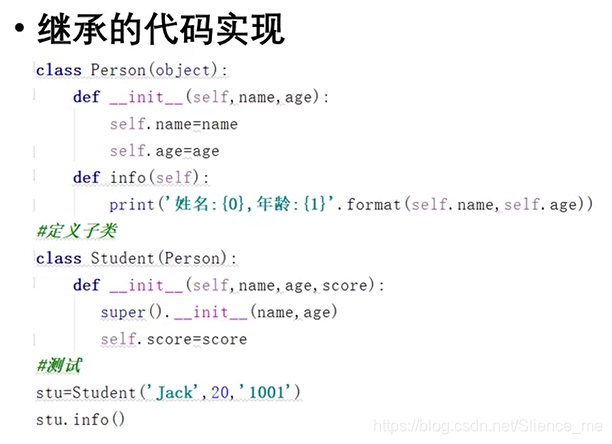 • 继承的代码实现
class Person(object):
    def __init__(self,name,age):
        self.name=name
        self.age=age
    def info(self):
        print('姓名:{0},年龄:{1}'.format(self.name,self.age))
#定义子类
class Student(Person):
    def __init__(self,name,age,score):
        super().__init__(name,age)
        self.score=score
#测试
stu=Student('Jack',20,'1001')
stu.info()
https://blog.csdn.net/Slience_me